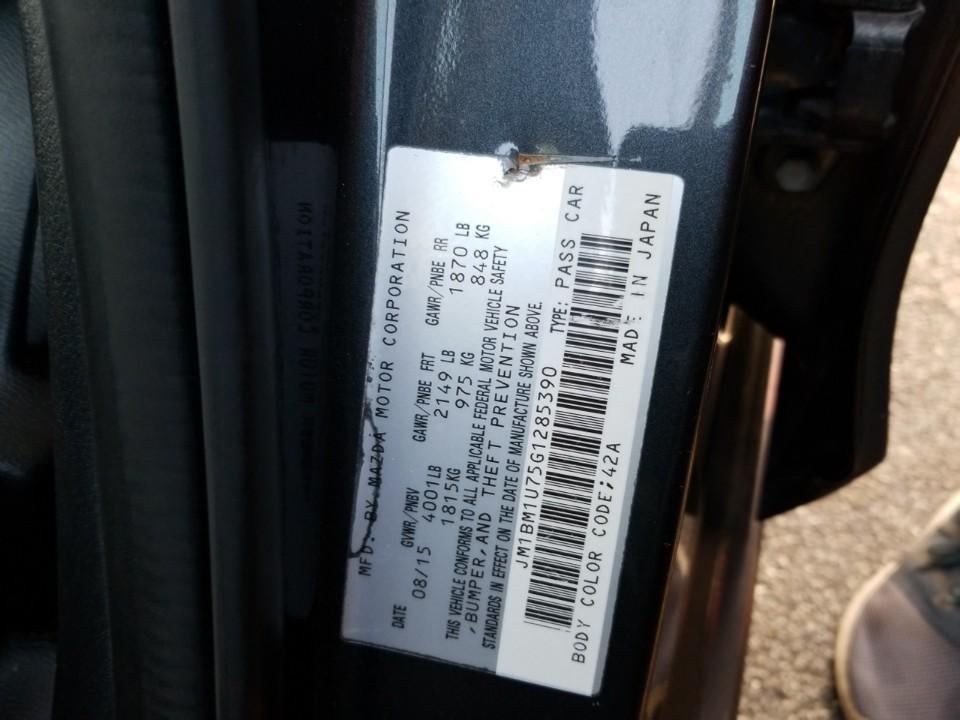 MFD. BY MAZDA MOTOR CORPORATION
DATE GVWR/PNBV GAWR/PNBE FRT GAWR/PNBE RR
08/15 4001LB 2149 LB 1870 LB
1815KG 975 KG 848 KG
THIS VEHICLE CONFORMS TO ALL APPLICABLE FEDERAL MOTOR VEHICLE SAFETY
,BUMPER,AND THEFT PREVENTION
STANDARDS IN EFFECT ON THE DATE OF MANUFACTURE SHOWN ABOVE.
JM1BM1U75G1285390 TYPE: PASS CAR
BODY COLOR CODE;42A MADE IN JAPAN
CORPORATION